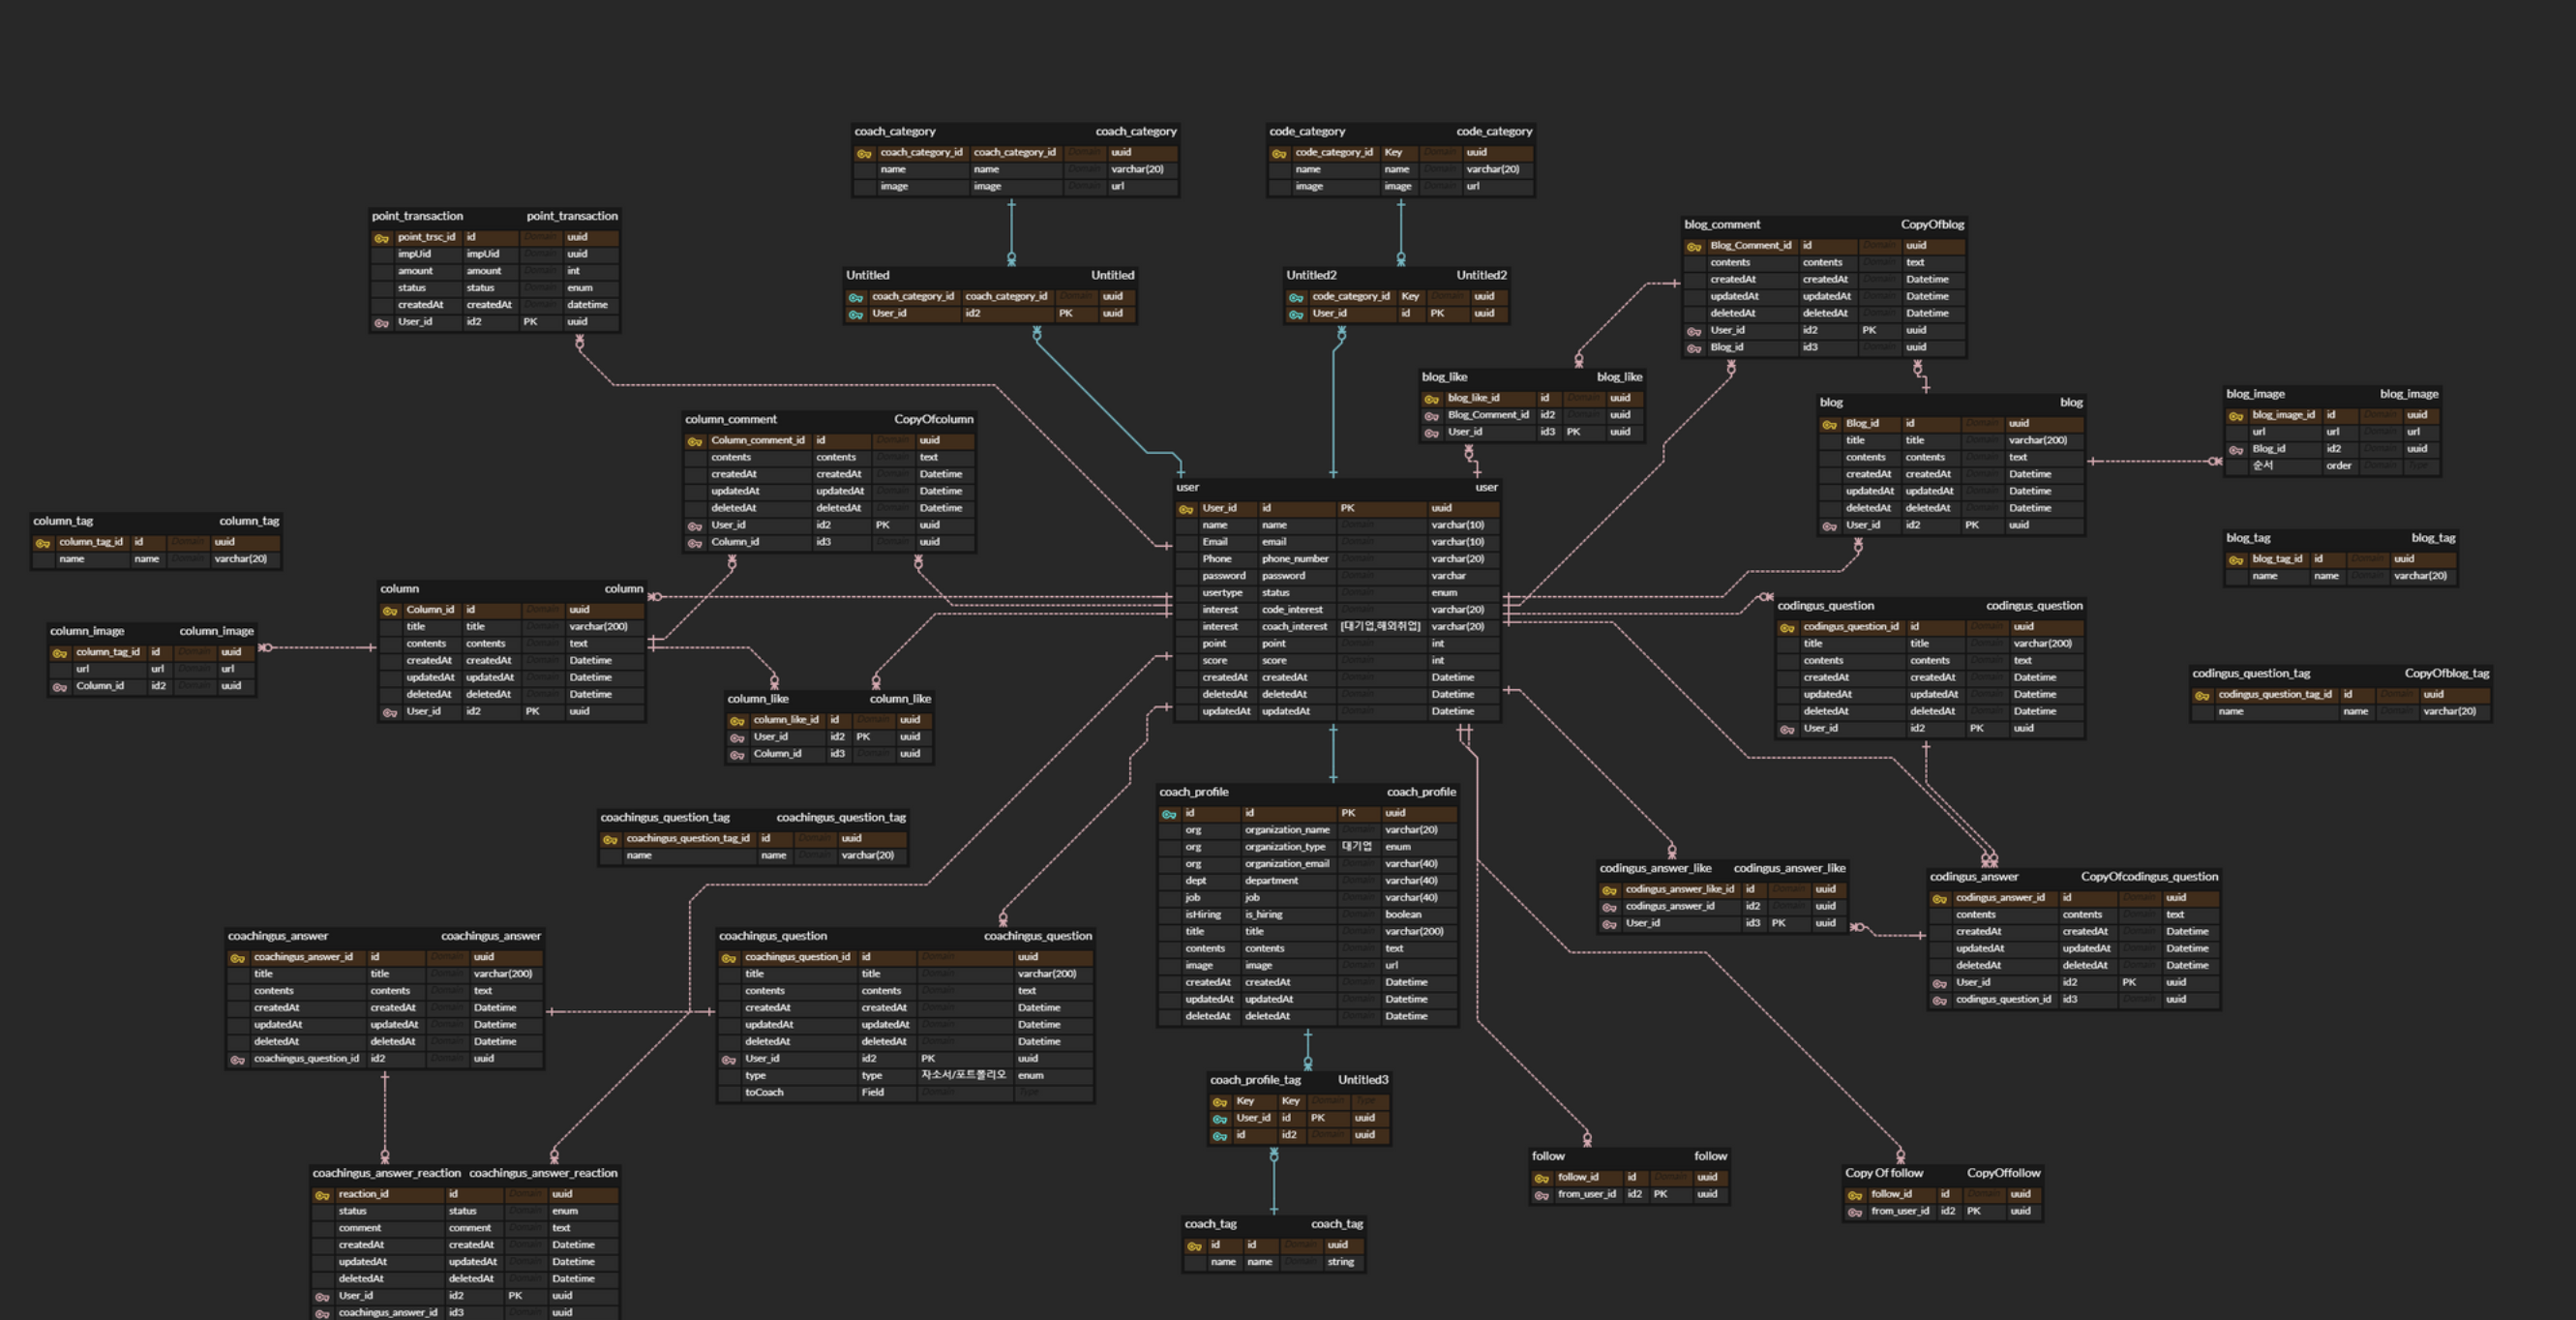 coach_category coach_category
coach_category_id coach_category_id Domain uuid
name name Domain varchar(20)
image image Domain url
code_category code_category
code_category_id Key Domain uuid
name name Domain varchar(20)
image image Domain url
point_transaction point_transaction
point_trsc_id id Domain uuid
impUid impUid Domain uuid
amount amount Domain int
status status Domain enum
createdAt createdAt Domain datetime
User_id id2 PK uuid
Untitled Untitled
coach_category_id coach_category_id Domain uuid
User_id id2 PK uuid
Untitled2 Untitled2
code_category_id Key Domain uuid
User_id id PK uuid
blog_comment CopyOfblog
Blog_Comment_id id Domain uuid
contents contents Domain text
createdAt createdAt Domain Datetime
updatedAt updatedAt Domain Datetime
deletedAt deletedAt Domain Datetime
User_id id2 PK uuid
Blog_id id3 Domain uuid
blog_like blog_like
blog_like_id id Domain uuid
Blog_Comment_id id2 Domain uuid
User_id id3 PK uuid
blog blog
Blog_id id Domain uuid
title title Domain varchar(200)
contents contents Domain text
createdAt createdAt Domain Datetime
updatedAt updatedAt Domain Datetime
deletedAt deletedAt Domain Datetime
User_id id2 PK uuid
blog_image blog_image
blog_image_id id Domain uuid
url url Domain url
Blog_id id2 Domain uuid
순서 order Domain Type
column_comment CopyOfcolumn
Column_comment_id id Domain uuid
contents contents Domain text
createdAt createdAt Domain Datetime
updatedAt updatedAt Domain Datetime
deletedAt deletedAt Domain Datetime
User_id id2 PK uuid
Column_id id3 Domain uuid
user user
User_id id PK uuid
name name Domain varchar(10)
Email email Domain varchar(10)
Phone phone_number Domain varchar(20)
password password Domain varchar
usertype status Domain enum
interest code_interest Domain varchar(20)
interest coach_interest [대기업,해외취업] varchar(20)
point point Domain int
score score Domain int
createdAt createdAt Domain Datetime
deletedAt deletedAt Domain Datetime
updatedAt updatedAt Domain Datetime
column_tag column_tag
column_tag_id id Domain uuid
name name Domain varchar(20)
blog_tag blog_tag
blog_tag_id id Domain uuid
name name Domain varchar(20)
column column
Column_id id Domain uuid
title title Domain varchar(200)
contents contents Domain text
createdAt createdAt Domain Datetime
updatedAt updatedAt Domain Datetime
deletedAt deletedAt Domain Datetime
User_id id2 PK uuid
codingus_question codingus_question
codingus_question_id id Domain uuid
title title Domain varchar(200)
contents contents Domain text
createdAt createdAt Domain Datetime
updatedAt updatedAt Domain Datetime
deletedAt deletedAt Domain Datetime
User_id id2 PK uuid
column_image column_image
column_tag_id id Domain uuid
url url Domain url
Column_id id2 Domain uuid
codingus_question_tag CopyOfblog_tag
codingus_question_tag_id id Domain uuid
name name Domain varchar(20)
column_like column_like
column_like_id id Domain uuid
User_id id2 PK uuid
Column_id id3 Domain uuid
coach_profile coach_profile
id id PK uuid
org organization_name Domain varchar(20)
org organization_type 대기업 enum
org organization_email Domain varchar(40)
dept department Domain varchar(40)
job job Domain varchar(40)
isHiring is_hiring Domain boolean
title title Domain varchar(200)
contents contents Domain text
image image Domain url
createdAt createdAt Domain Datetime
updatedAt updatedAt Domain Datetime
deletedAt deletedAt Domain Datetime
coachingus_question_tag coachingus_question_tag
coachingus_question_tag_id id Domain uuid
name name Domain varchar(20)
codingus_answer_like codingus_answer_like
codingus_answer_like_id id Domain uuid
codingus_answer_id id2 Domain uuid
User_id id3 PK uuid
codingus_answer CopyOfcodingus_question
codingus_answer_id id Domain uuid
contents contents Domain text
createdAt createdAt Domain Datetime
updatedAt updatedAt Domain Datetime
deletedAt deletedAt Domain Datetime
User_id id2 PK uuid
codingus_question_id id3 Domain uuid
coachingus_answer coachingus_answer
coachingus_answer_id id Domain uuid
title title Domain varchar(200)
contents contents Domain text
createdAt createdAt Domain Datetime
updatedAt updatedAt Domain Datetime
deletedAt deletedAt Domain Datetime
coachingus_question_id id2 Domain uuid
coachingus_question coachingus_question
coachingus_question_id id Domain uuid
title title Domain varchar(200)
contents contents Domain text
createdAt createdAt Domain Datetime
updatedAt updatedAt Domain Datetime
deletedAt deletedAt Domain Datetime
User_id id2 PK uuid
type type 자소서/포트폴리오 enum
toCoach Field Domain Type
coach_profile_tag Untitled3
Key Key Domain Type
User_id id PK uuid
id id2 Domain uuid
follow follow
follow_id id Domain uuid
from_user_id id2 PK uuid
Copy Of follow CopyOffollow
follow_id id Domain uuid
from_user_id id2 PK uuid
coachingus_answer_reaction coachingus_answer_reaction
reaction_id id Domain uuid
status status Domain enum
comment comment Domain text
createdAt createdAt Domain Datetime
updatedAt updatedAt Domain Datetime
deletedAt deletedAt Domain Datetime
User_id id2 PK uuid
coachingus_answer_id id3 Domain uuid
coach_tag coach_tag
id id Domain uuid
name name Domain string